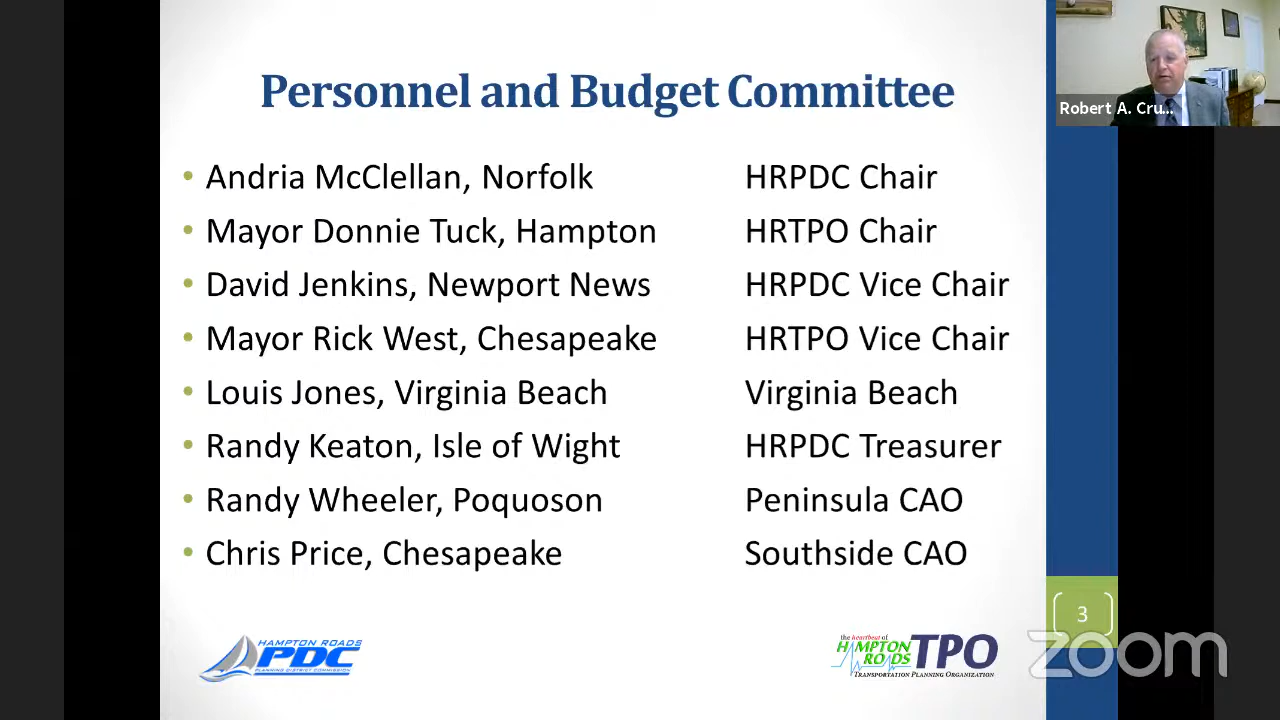 Personnel and Budget Committee
Robert A. Cru...
• Andria McClellan, Norfolk HRPDC Chair
• Mayor Donnie Tuck, Hampton HRTPO Chair
• David Jenkins, Newport News HRPDC Vice Chair
• Mayor Rick West, Chesapeake HRTPO Vice Chair
• Louis Jones, Virginia Beach Virginia Beach
• Randy Keaton, Isle of Wight HRPDC Treasurer
• Randy Wheeler, Poquoson Peninsula CAO
• Chris Price, Chesapeake Southside CAO
3
HAMPTON ROADS
PDC
PLANNING DISTRICT COMMISSION
the heartbeat of
HAMPTON
ROADS
TPO
TRANSPORTATION PLANNING ORGANIZATION
zoom